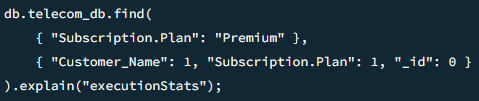 db.telecom_db.find(
{ "Subscription.Plan": "Premium" },
{ "Customer_Name": 1, "Subscription.Plan": 1, "_id": 0 }
).explain("executionStats");